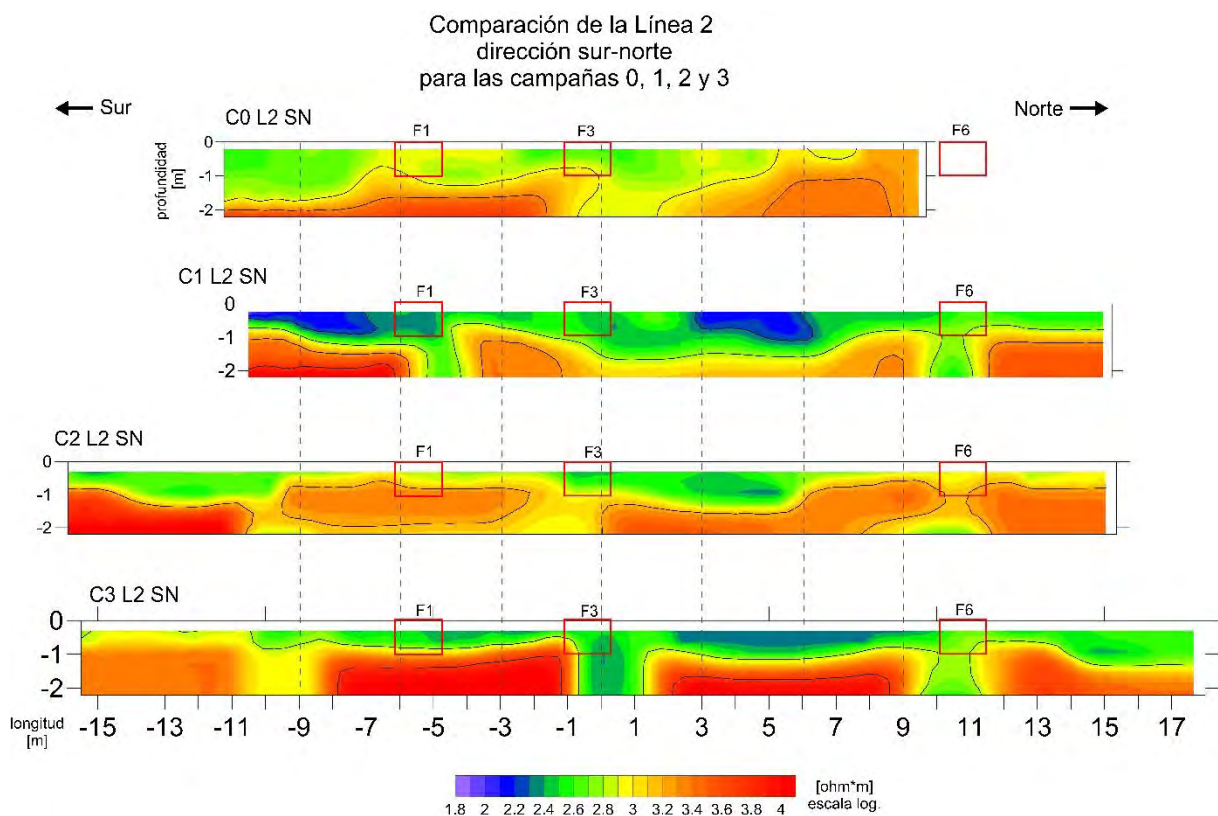 Comparación de la Línea 2
dirección sur-norte
para las campañas 0, 1, 2 y 3
Sur
Norte
C0 L2 SN
F1
F3
F6
0
-1
-2
profundidad
[m]
C1 L2 SN
F1
F3
F6
0
-1
-2
C2 L2 SN
F1
F3
F6
0
-1
-2
C3 L2 SN
F1
F3
F6
0
-1
-2
longitud
[m]
-15 -13 -11 -9 -7 -5 -3 -1 1 3 5 7 9 11 13 15 17
1.8 2 2.2 2.4 2.6 2.8 3 3.2 3.4 3.6 3.8 4
[ohm*m]
escala log.